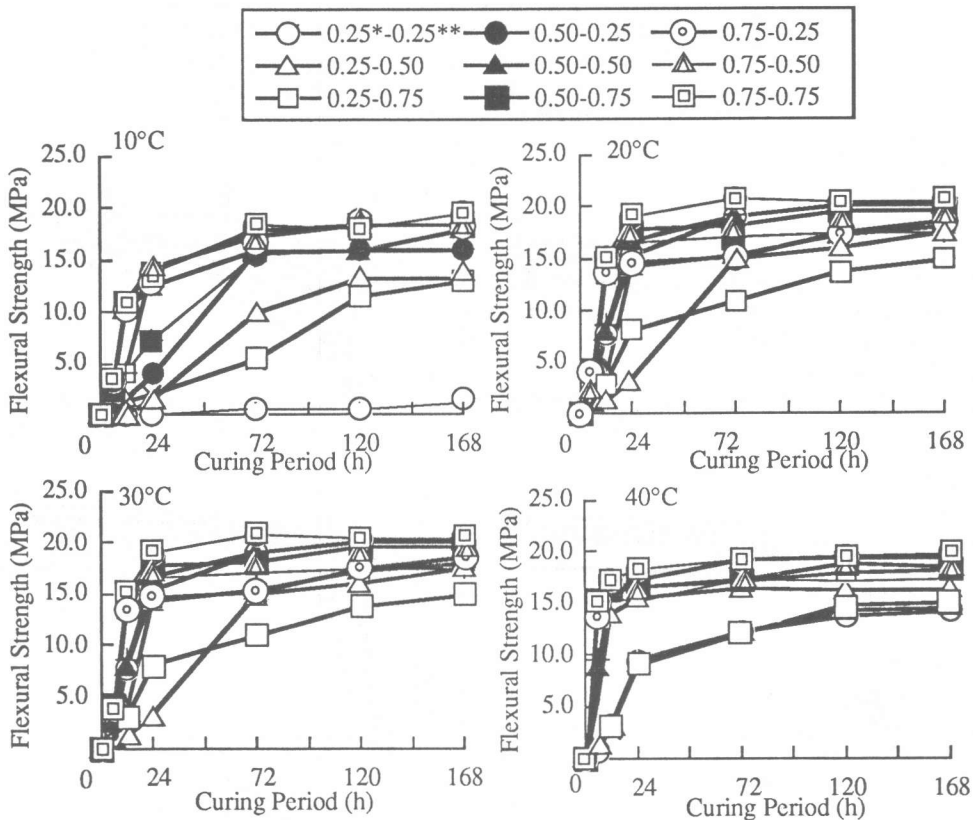 0.25*-0.25** 0.50-0.25 0.75-0.25
0.25-0.50 0.50-0.50 0.75-0.50
0.25-0.75 0.50-0.75 0.75-0.75
10°C
25.0
20.0
15.0
10.0
5.0
0 24 72 120 168
Flexural Strength (MPa)
Curing Period (h)
20°C
25.0
20.0
15.0
10.0
5.0
0 24 72 120 168
Flexural Strength (MPa)
Curing Period (h)
30°C
25.0
20.0
15.0
10.0
5.0
0 24 72 120 168
Flexural Strength (MPa)
Curing Period (h)
40°C
25.0
20.0
15.0
10.0
5.0
0 24 72 120 168
Flexural Strength (MPa)
Curing Period (h)